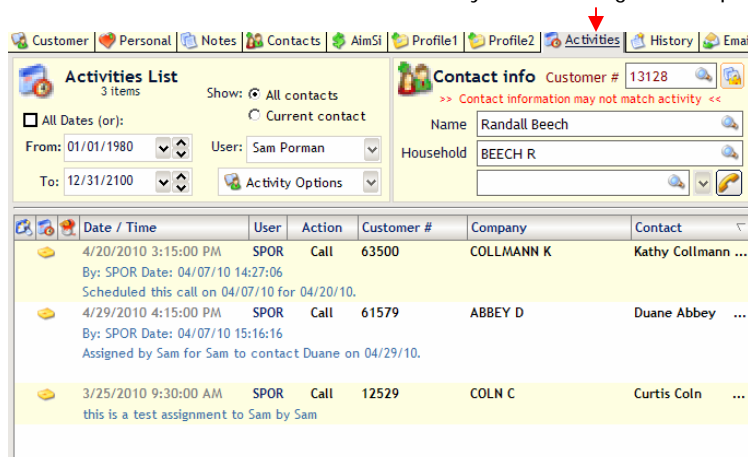 Customer Personal Notes Contacts AimSi Profile1 Profile2 Activities History Emai
Activities List
3 items
Show: All contacts
Current contact
All Dates (or):
From: 01/01/1980 User: Sam Porman
To: 12/31/2100 Activity Options
Contact info Customer # 13128
>> Contact information may not match activity <<
Name Randall Beech
Household BEECH R
Date / Time User Action Customer # Company Contact
4/20/2010 3:15:00 PM SPOR Call 63500 COLLMANN K Kathy Collmann ...
By: SPOR Date: 04/07/10 14:27:06
Scheduled this call on 04/07/10 for 04/20/10.
4/29/2010 4:15:00 PM SPOR Call 61579 ABBEY D Duane Abbey ...
By: SPOR Date: 04/07/10 15:16:16
Assigned by Sam for Sam to contact Duane on 04/29/10.
3/25/2010 9:30:00 AM SPOR Call 12529 COLN C Curtis Coln ...
this is a test assignment to Sam by Sam